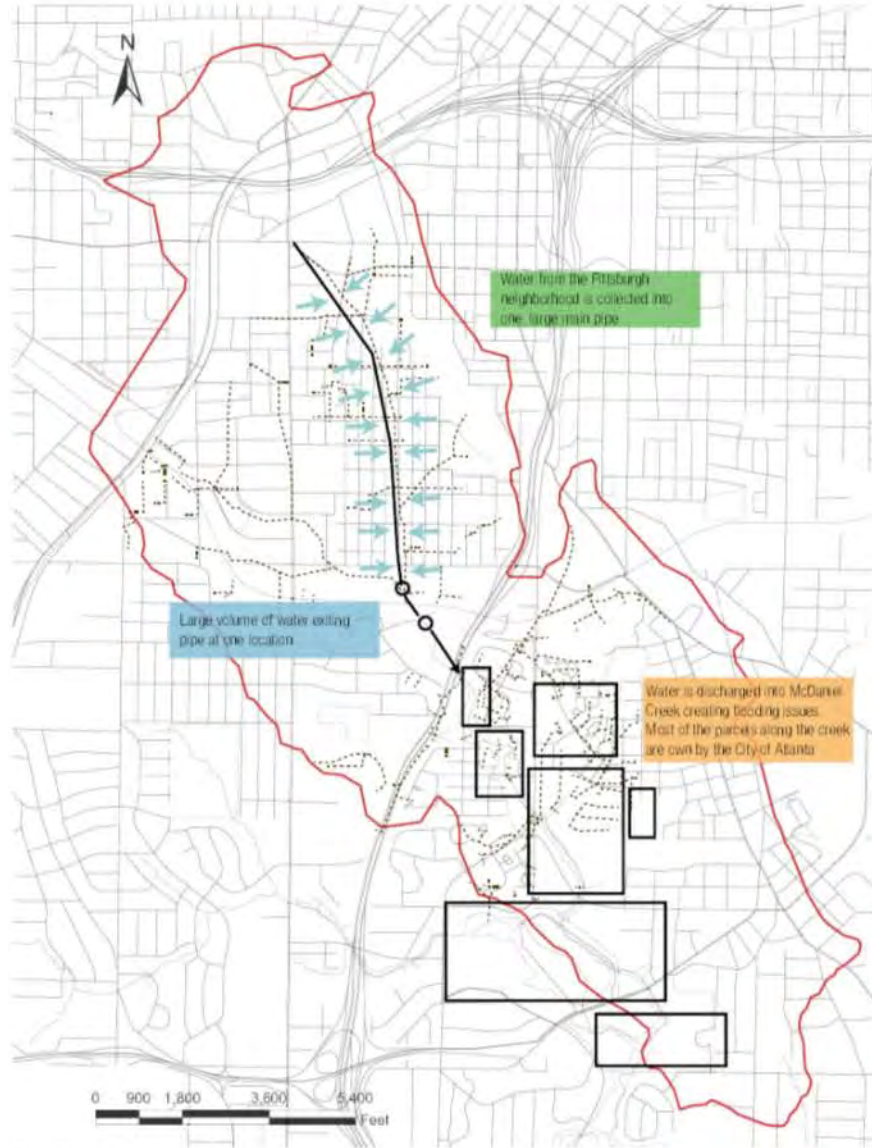 N
Water from the Pittsburgh
neighborhood is collected into
one, large main pipe
Large volume of water exiting
pipe at one location
Water is discharged into McDaniel
Creek creating flooding issues.
Most of the parcels along the creek
are own by the City of Atlanta
0 900 1,800 3,600 5,400
Feet